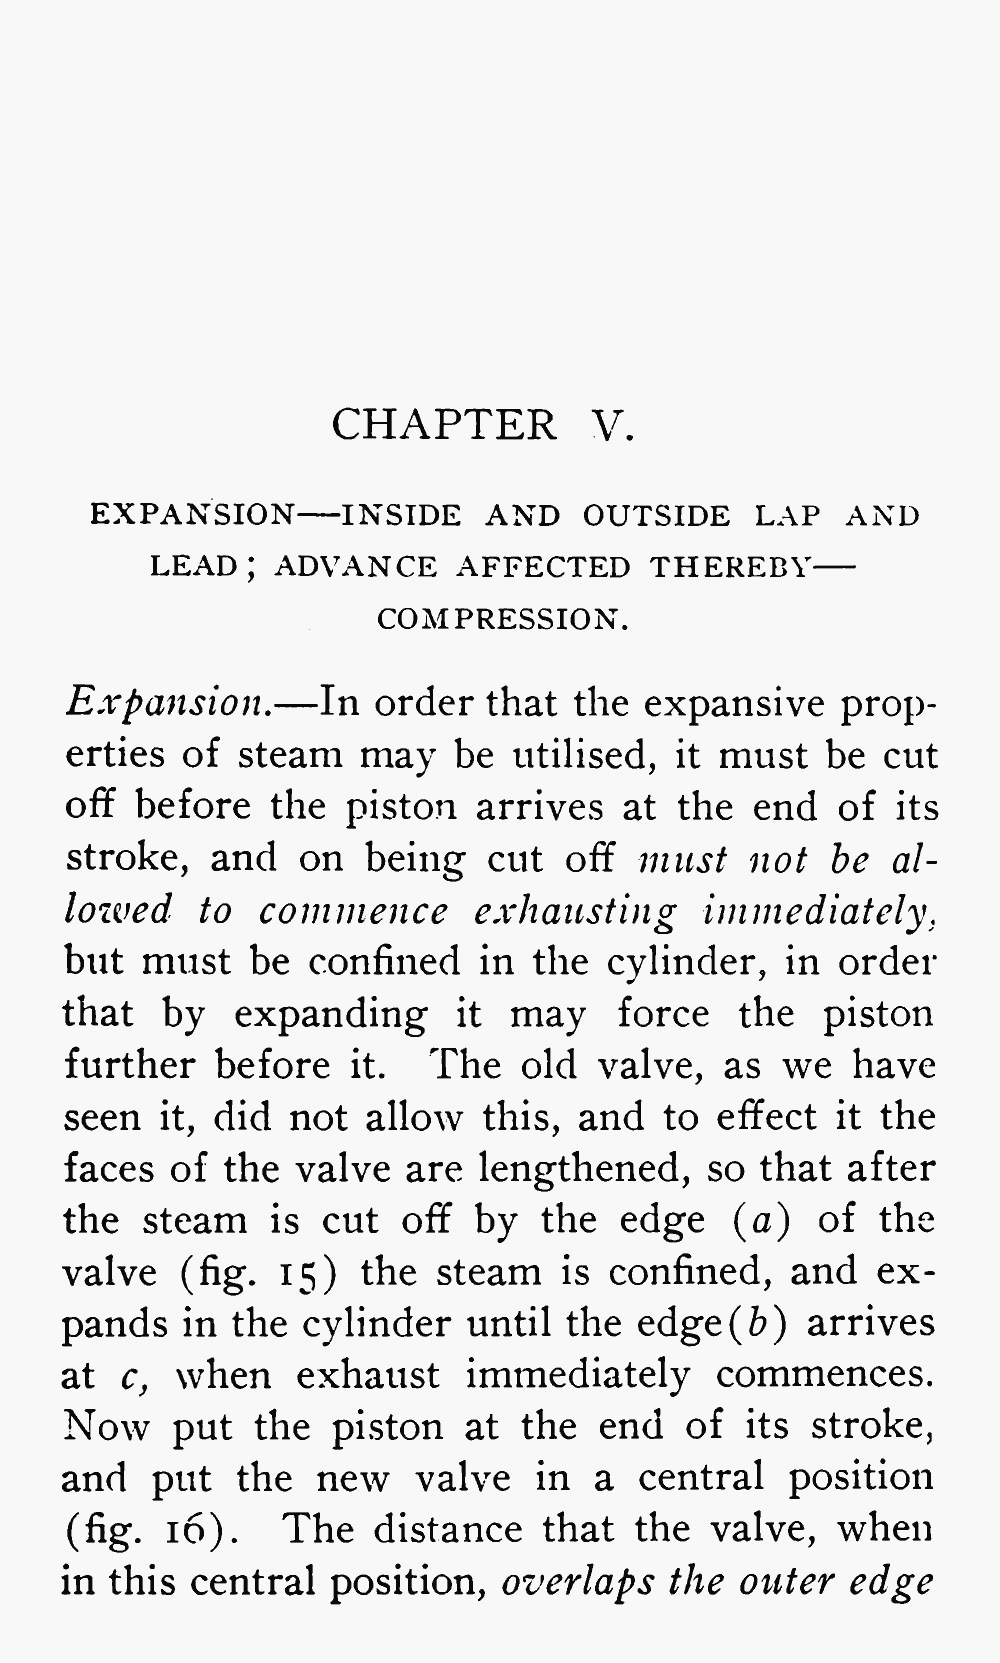 CHAPTER V.
EXPANSION—INSIDE AND OUTSIDE LAP AND
LEAD; ADVANCE AFFECTED THEREBY—
COMPRESSION.
Expansion.—In order that the expansive prop-
erties of steam may be utilised, it must be cut
off before the piston arrives at the end of its
stroke, and on being cut off must not be al-
lowed to commence exhausting immediately,
but must be confined in the cylinder, in order
that by expanding it may force the piston
further before it. The old valve, as we have
seen it, did not allow this, and to effect it the
faces of the valve are lengthened, so that after
the steam is cut off by the edge (a) of the
valve (fig. 15) the steam is confined, and ex-
pands in the cylinder until the edge (b) arrives
at c, when exhaust immediately commences.
Now put the piston at the end of its stroke,
and put the new valve in a central position
(fig. 16). The distance that the valve, when
in this central position, overlaps the outer edge